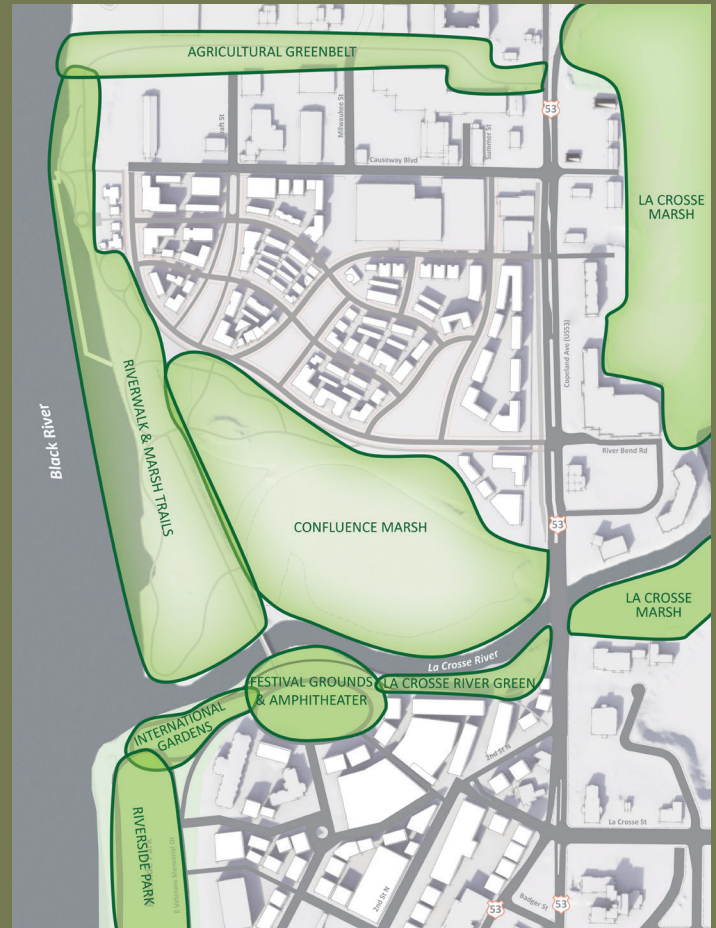 AGRICULTURAL GREENBELT
53
Milwaukee St
Summer St
Causeway Blvd
LA CROSSE
MARSH
Copeland Ave (US53)
RIVERWALK & MARSH TRAILS
Black River
River Bend Rd
CONFLUENCE MARSH
53
LA CROSSE
MARSH
La Crosse River
FESTIVAL GROUNDS
& AMPHITHEATER
LA CROSSE RIVER GREEN
INTERNATIONAL
GARDENS
2nd St N
RIVERSIDE PARK
La Crosse St
2nd St N
Badger St
53
53